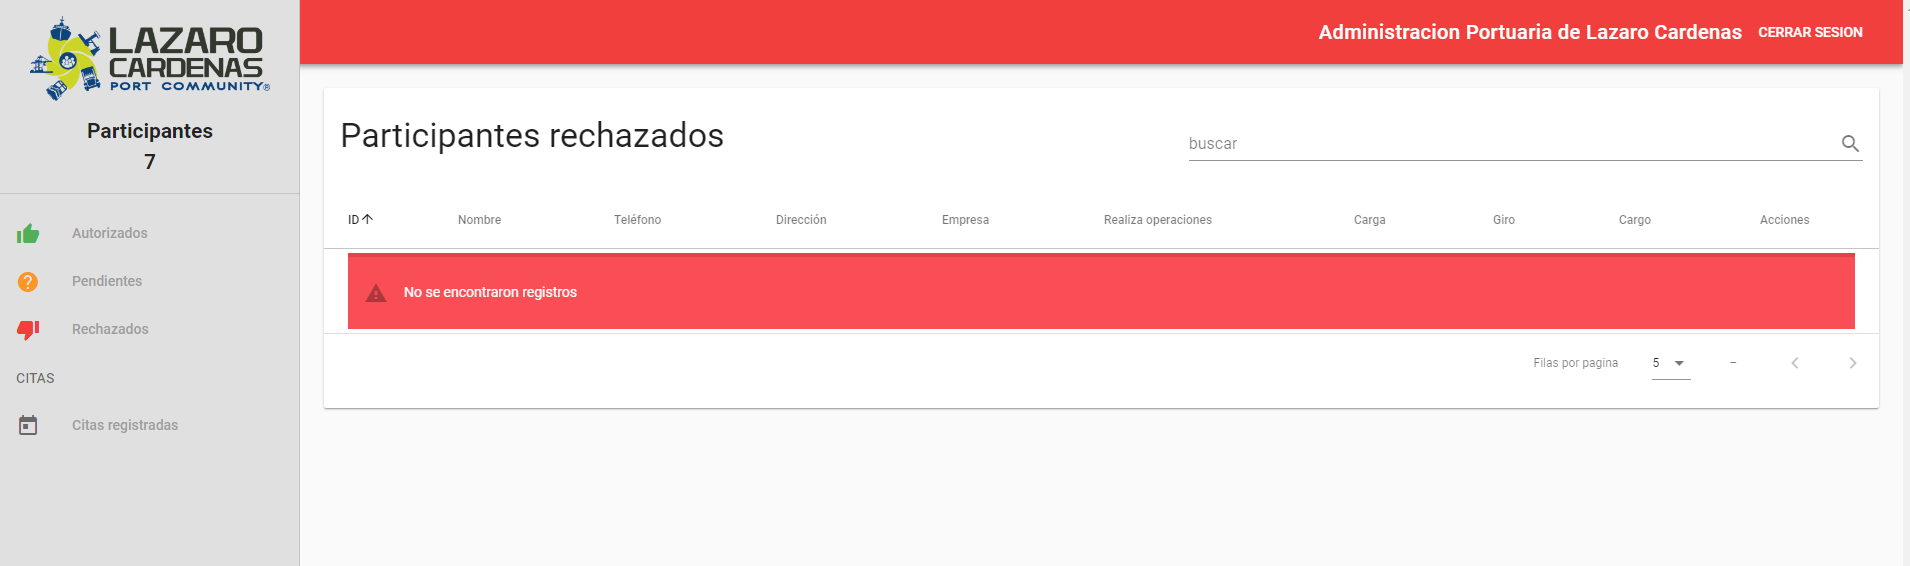 LAZARO
CARDENAS
PORT COMMUNITY®
Participantes
7
Autorizados
Pendientes
Rechazados
CITAS
Citas registradas
Administracion Portuaria de Lazaro Cardenas CERRAR SESION
Participantes rechazados
buscar
ID Nombre Teléfono Dirección Empresa Realiza operaciones Carga Giro Cargo Acciones
No se encontraron registros
Filas por pagina 5 –